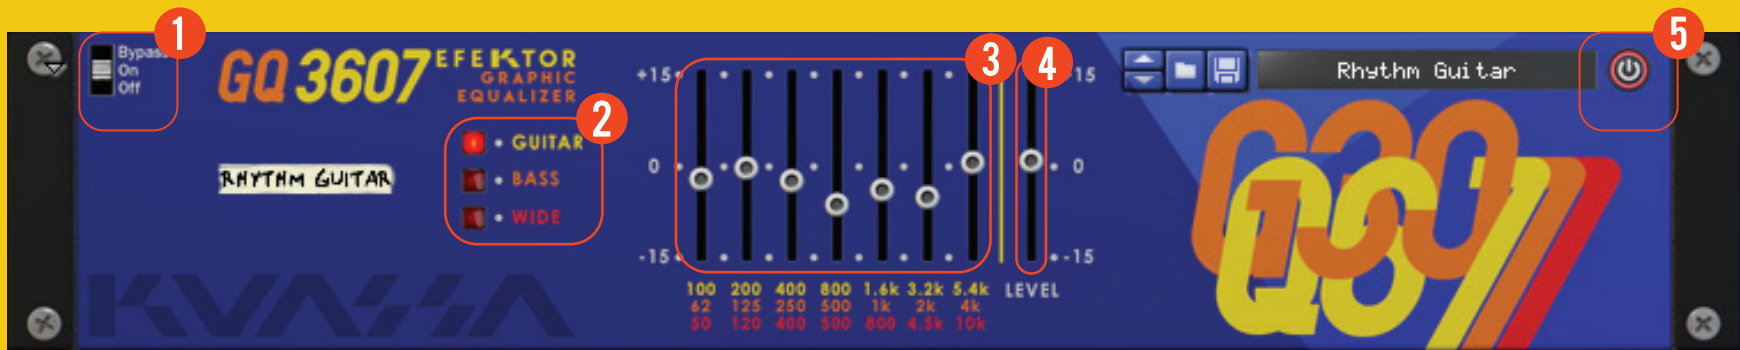 1
Bypass
On
Off
GQ 3607
EFEKTOR
GRAPHIC
EQUALIZER
2
GUITAR
BASS
WIDE
RHYTHM GUITAR
KVASSA
3
4
+15
0
-15
100 200 400 800 1.6k 3.2k 5.4k
62 125 250 500 1k 2k 4k
50 120 400 500 800 4.5k 10k
+15
0
-15
LEVEL
Rhythm Guitar
5